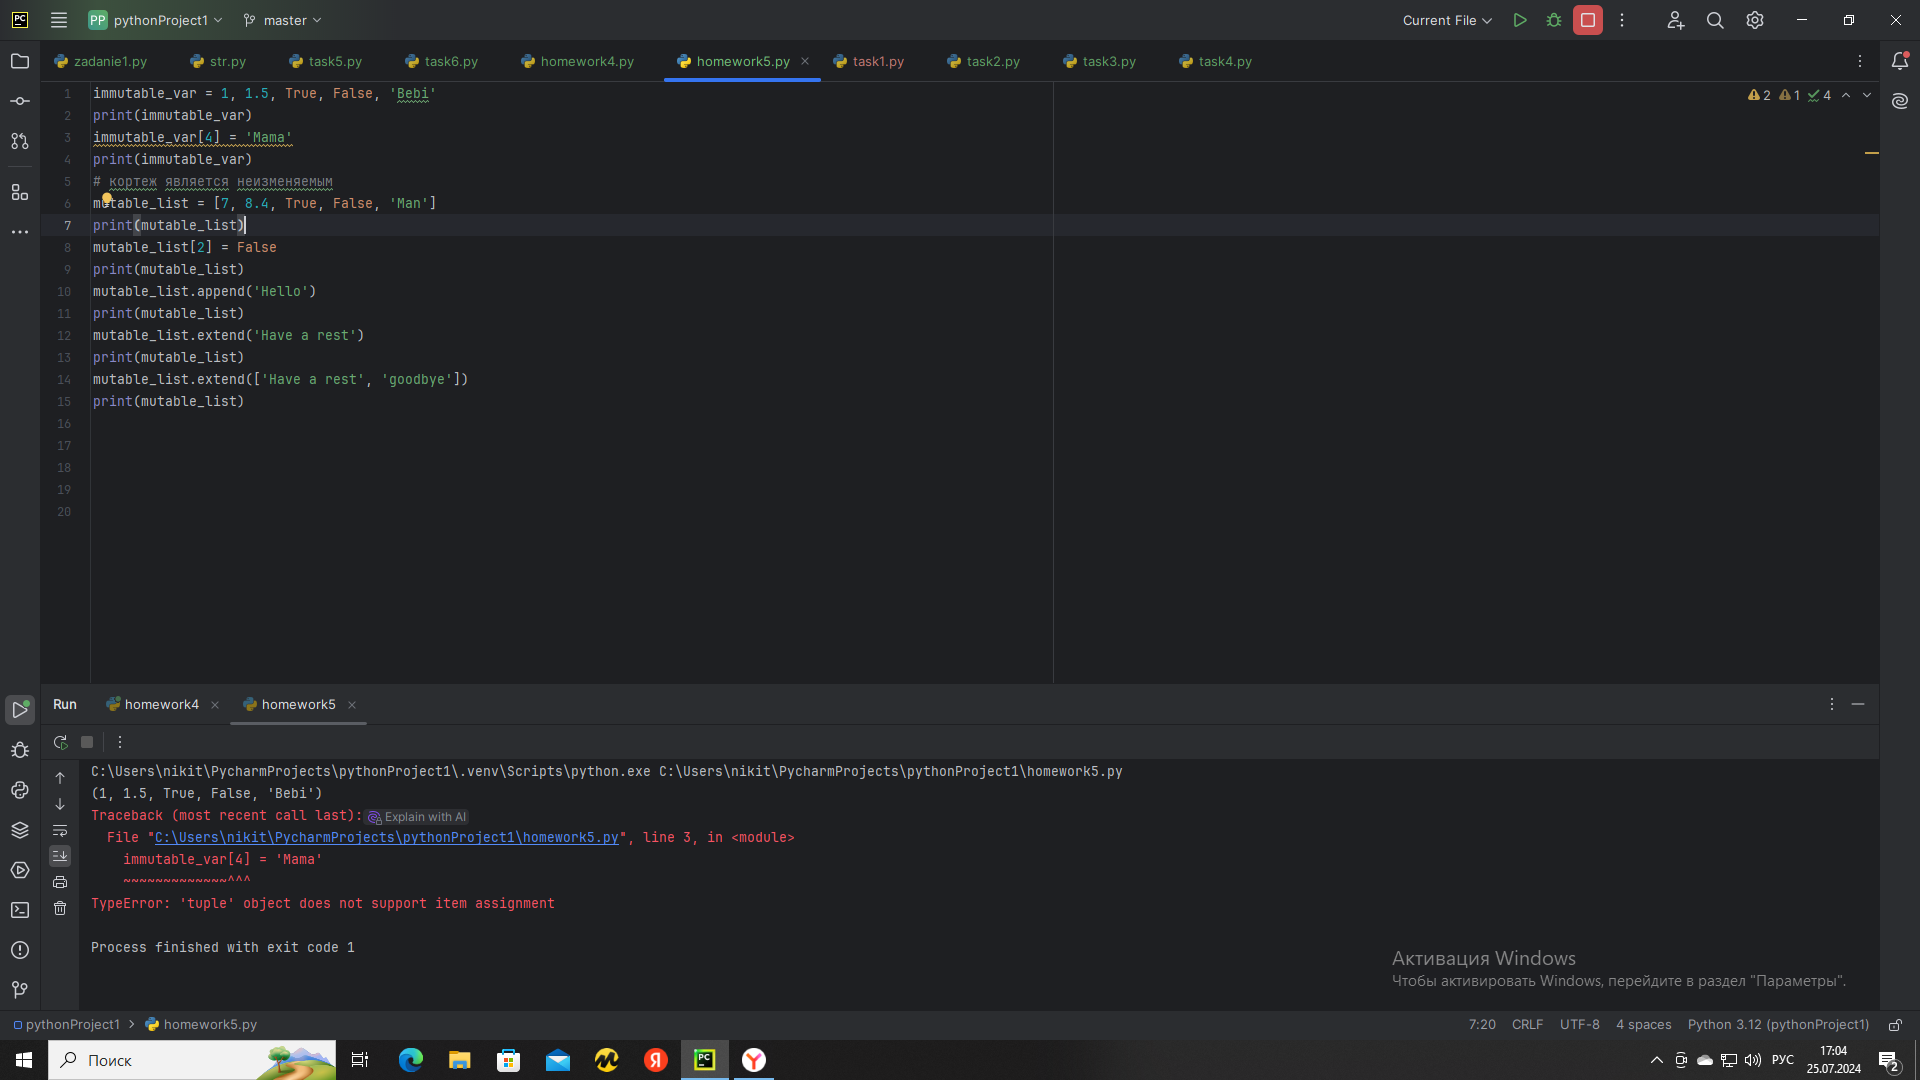 PC PP pythonProject1 master Current File
zadanie1.py str.py task5.py task6.py homework4.py homework5.py task1.py task2.py task3.py task4.py
2 1 4
1 immutable_var = 1, 1.5, True, False, 'Bebi'
2 print(immutable_var)
3 immutable_var[4] = 'Mama'
4 print(immutable_var)
5 # кортеж является неизменяемым
6 mutable_list = [7, 8.4, True, False, 'Man']
7 print(mutable_list)
8 mutable_list[2] = False
9 print(mutable_list)
10 mutable_list.append('Hello')
11 print(mutable_list)
12 mutable_list.extend('Have a rest')
13 print(mutable_list)
14 mutable_list.extend(['Have a rest', 'goodbye'])
15 print(mutable_list)
16
17
18
19
20
Run homework4 homework5
C:\Users\nikit\PycharmProjects\pythonProject1\.venv\Scripts\python.exe C:\Users\nikit\PycharmProjects\pythonProject1\homework5.py
(1, 1.5, True, False, 'Bebi')
Traceback (most recent call last): Explain with AI
File "C:\Users\nikit\PycharmProjects\pythonProject1\homework5.py", line 3, in <module>
immutable_var[4] = 'Mama'
~~~~~~~~~~~~~^^^
TypeError: 'tuple' object does not support item assignment
Process finished with exit code 1
Активация Windows
Чтобы активировать Windows, перейдите в раздел "Параметры".
pythonProject1 homework5.py 7:20 CRLF UTF-8 4 spaces Python 3.12 (pythonProject1)
Поиск Я PC Y РУС 17:04
25.07.2024 2